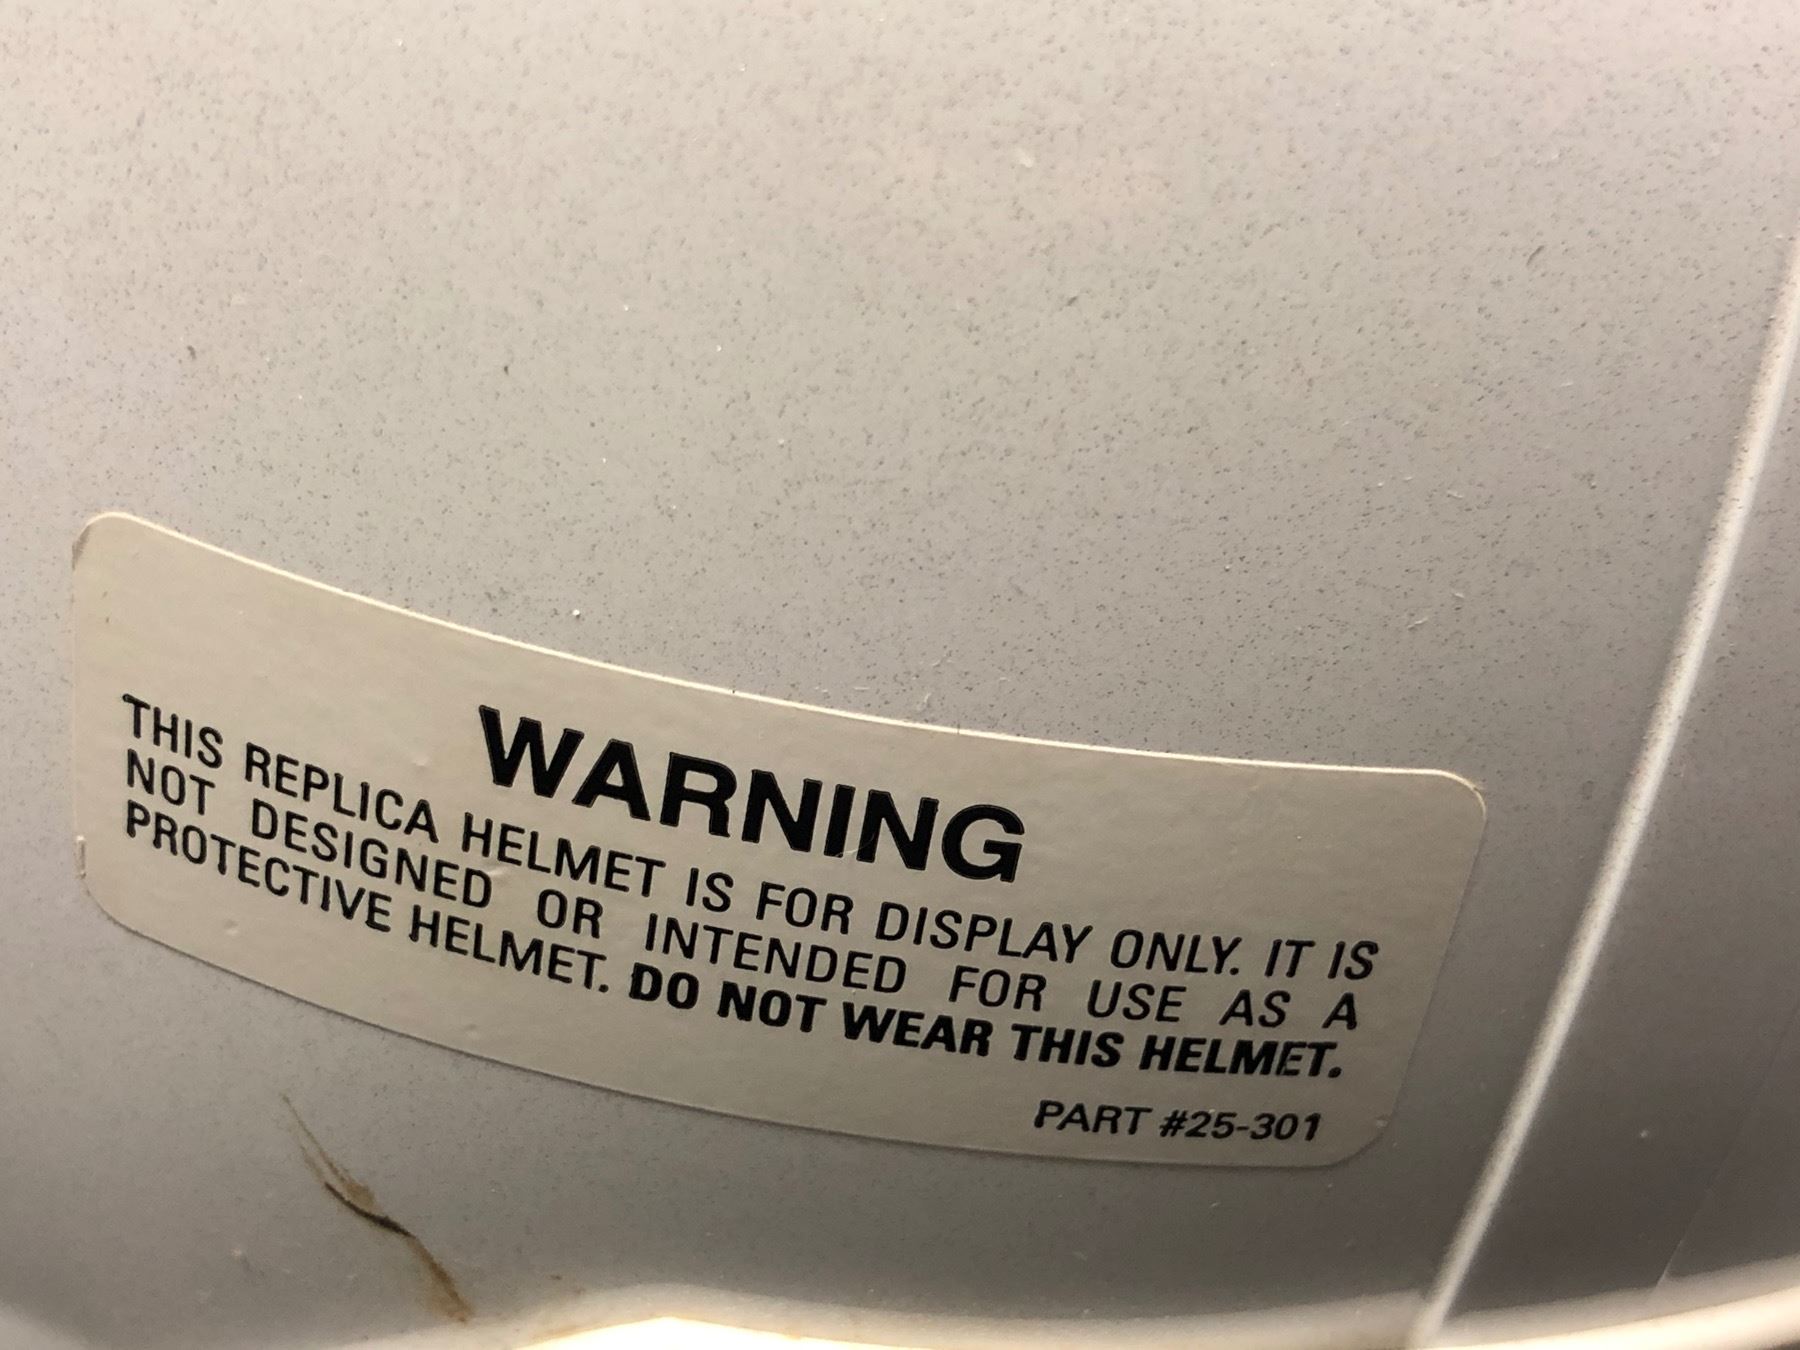 WARNING
THIS REPLICA HELMET IS FOR DISPLAY ONLY. IT IS
NOT DESIGNED OR INTENDED FOR USE AS A
PROTECTIVE HELMET. DO NOT WEAR THIS HELMET.
PART #25-301